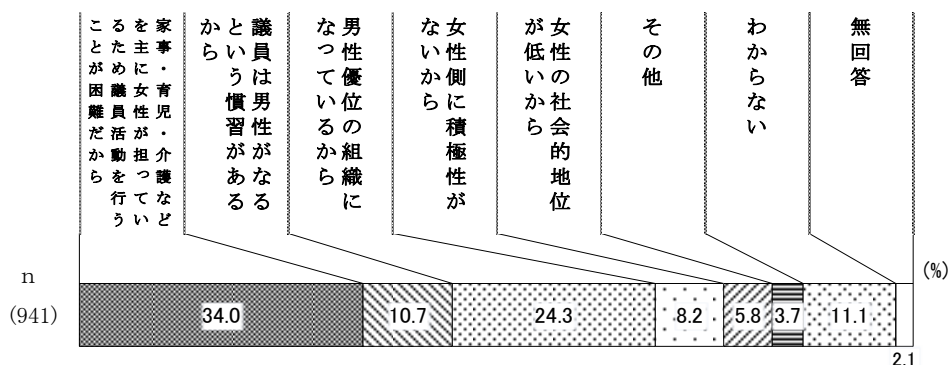 家事・育児・介護など
を主に女性が担ってい
るため議員活動を行う
ことが困難だから
議員は男性がなる
という慣習がある
から
男性優位の組織に
なっているから
女性側に積極性が
ないから
女性の社会的地位
が低いから
その他
わからない
無回答
n
(%)
(941)
34.0
10.7
24.3
8.2
5.8
3.7
11.1
2.1